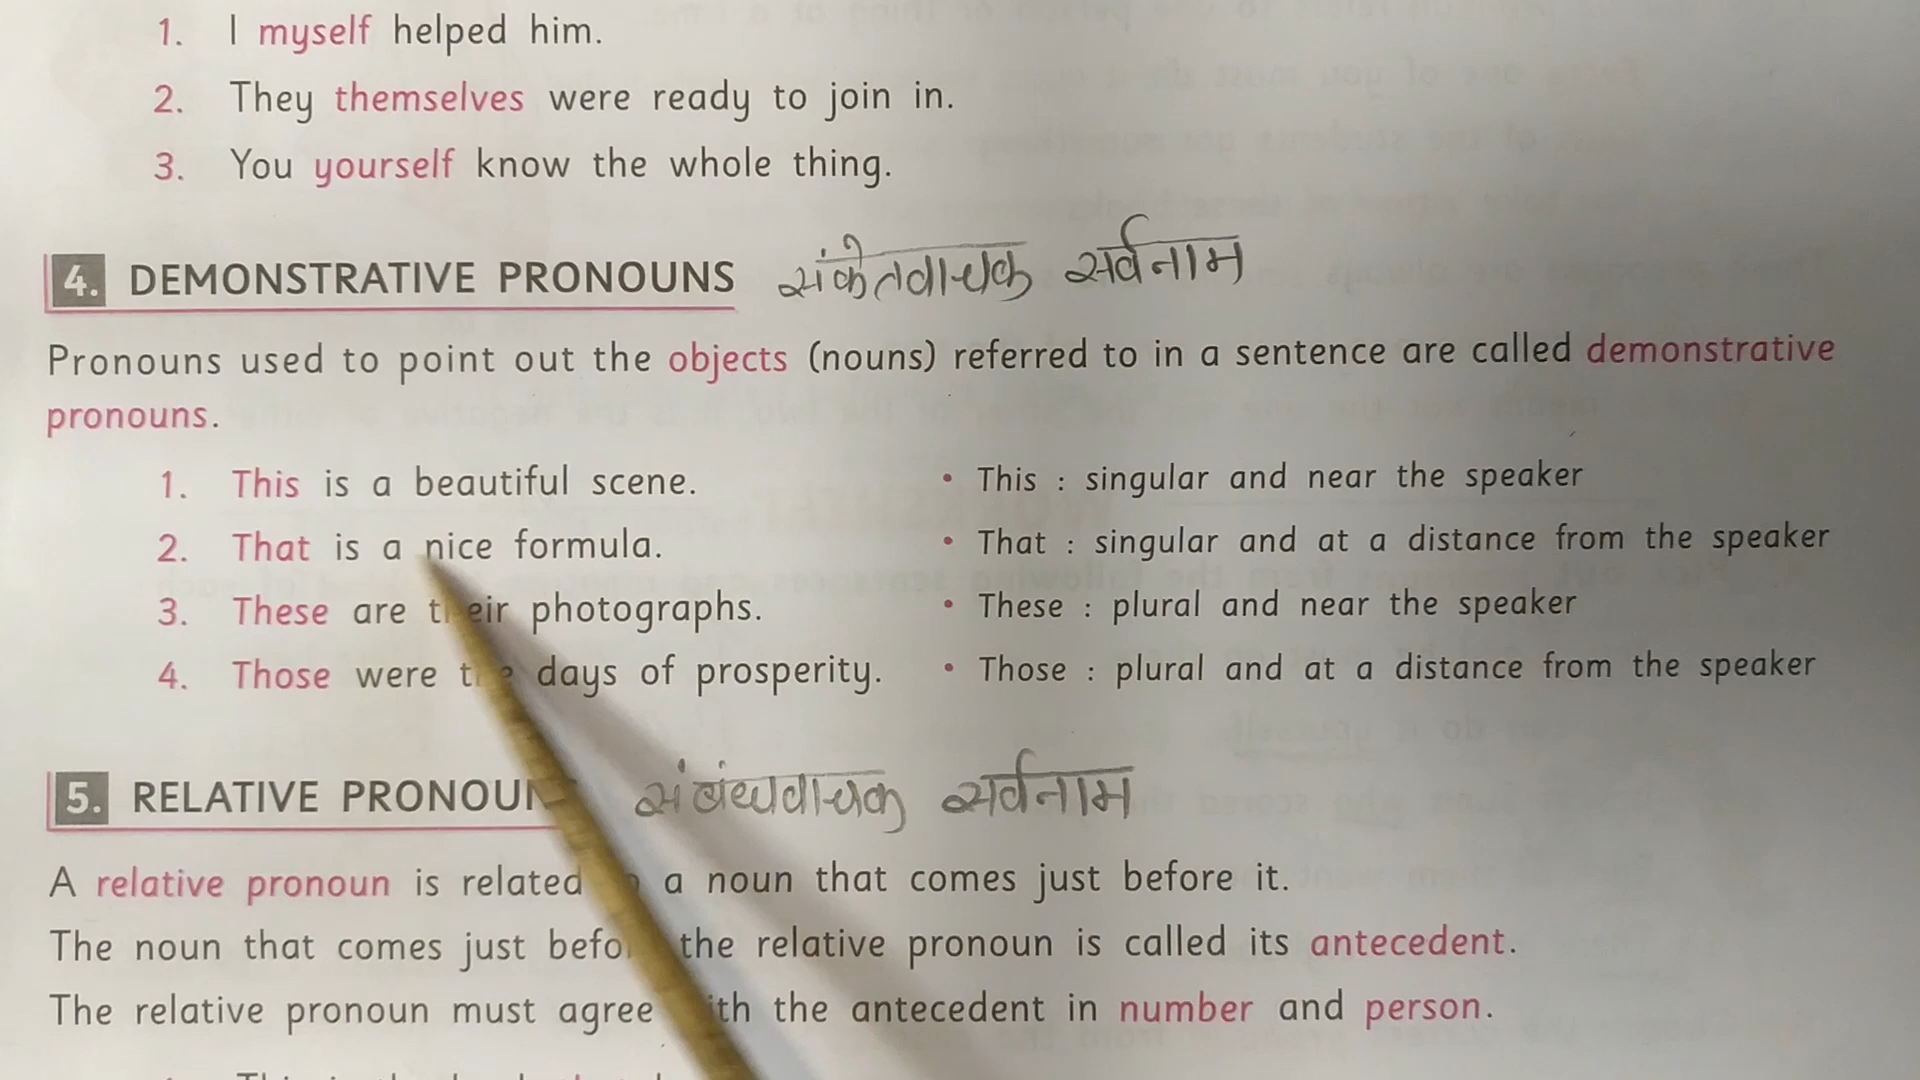 1. I myself helped him.
2. They themselves were ready to join in.
3. You yourself know the whole thing.
4. DEMONSTRATIVE PRONOUNS संकेतवाचक सर्वनाम
Pronouns used to point out the objects (nouns) referred to in a sentence are called demonstrative
pronouns.
1. This is a beautiful scene. • This : singular and near the speaker
2. That is a nice formula. • That : singular and at a distance from the speaker
3. These are their photographs. • These : plural and near the speaker
4. Those were the days of prosperity. • Those : plural and at a distance from the speaker
5. RELATIVE PRONOUN संबंधवाचक सर्वनाम
A relative pronoun is related a noun that comes just before it.
The noun that comes just before the relative pronoun is called its antecedent.
The relative pronoun must agree with the antecedent in number and person.